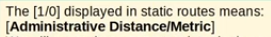 The [1/0] displayed in static routes means:
[Administrative Distance/Metric]